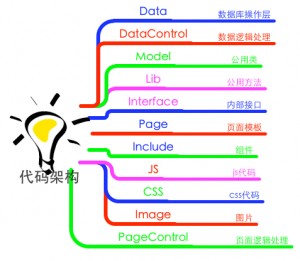 Data 数据库操作层
DataControl 数据逻辑处理
Model 公用类
Lib 公用方法
Interface 内部接口
Page 页面模板
Include 组件
代码架构
JS js代码
CSS css代码
Image 图片
PageControl 页面逻辑处理